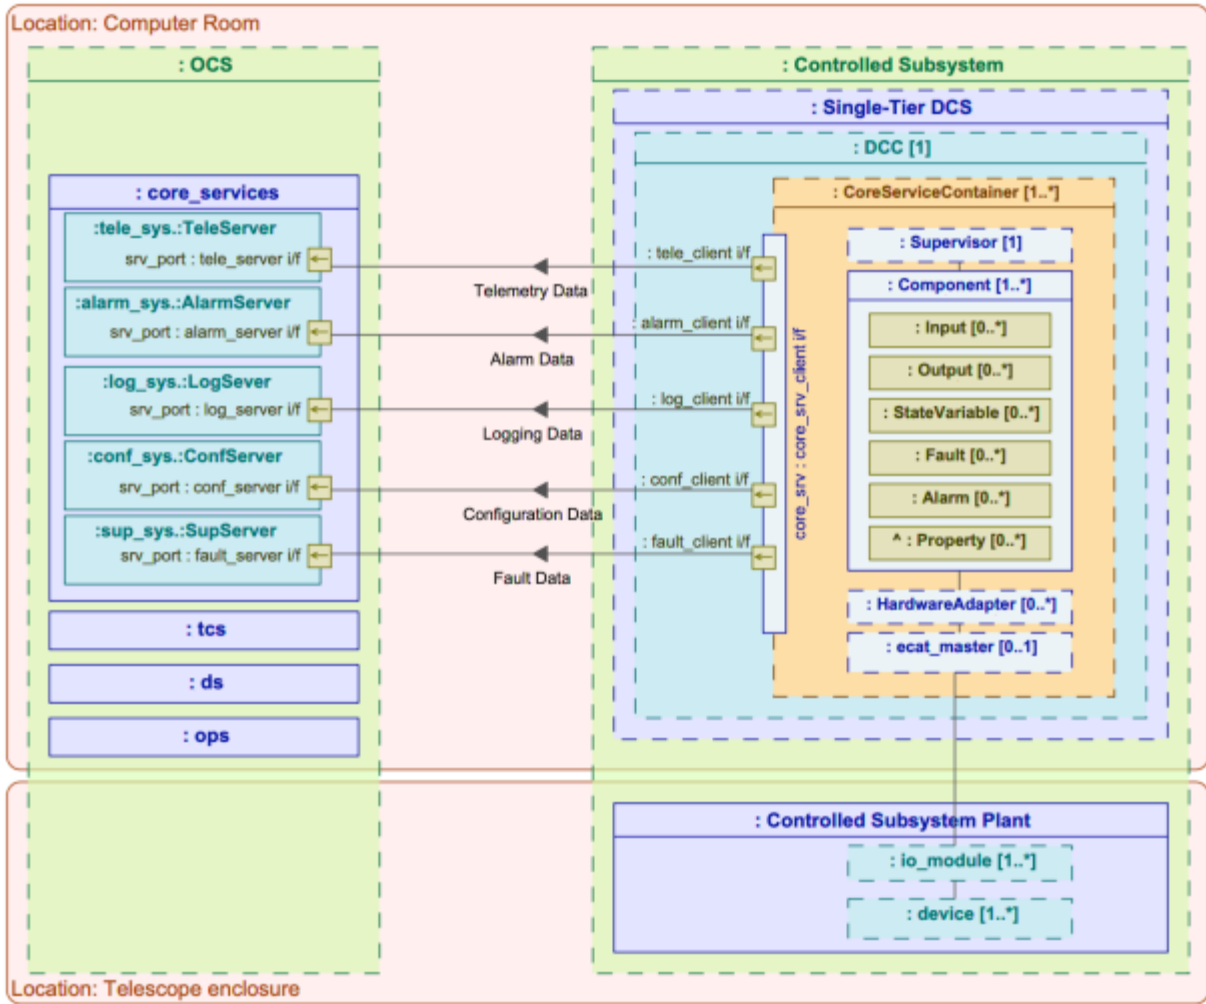 Location: Computer Room
: OCS
: core_services
:tele_sys.:TeleServer
srv_port : tele_server i/f
:alarm_sys.:AlarmServer
srv_port : alarm_server i/f
:log_sys.:LogSever
srv_port : log_server i/f
:conf_sys.:ConfServer
srv_port : conf_server i/f
:sup_sys.:SupServer
srv_port : fault_server i/f
: tcs
: ds
: ops
Telemetry Data
Alarm Data
Logging Data
Configuration Data
Fault Data
: Controlled Subsystem
: Single-Tier DCS
: DCC [1]
: CoreServiceContainer [1..*]
: tele_client i/f
: alarm_client i/f
: log_client i/f
: conf_client i/f
: fault_client i/f
core_srv : core_srv_client i/f
: Supervisor [1]
: Component [1..*]
: Input [0..*]
: Output [0..*]
: StateVariable [0..*]
: Fault [0..*]
: Alarm [0..*]
^ : Property [0..*]
: HardwareAdapter [0..*]
: ecat_master [0..1]
: Controlled Subsystem Plant
: io_module [1..*]
: device [1..*]
Location: Telescope enclosure